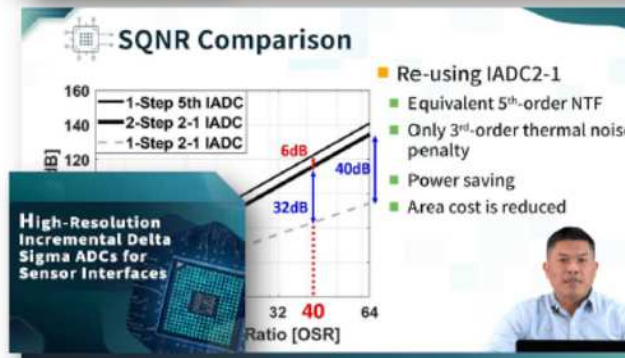 SQNR Comparison
160
140
120
dB]
1-Step 5th IADC
2-Step 2-1 IADC
1-Step 2-1 IADC
6dB
40dB
32dB
32 40 64
Ratio [OSR]
Re-using IADC2-1
Equivalent 5th-order NTF
Only 3rd-order thermal noise
penalty
Power saving
Area cost is reduced
High-Resolution
Incremental Delta
Sigma ADCs for
Sensor Interfaces